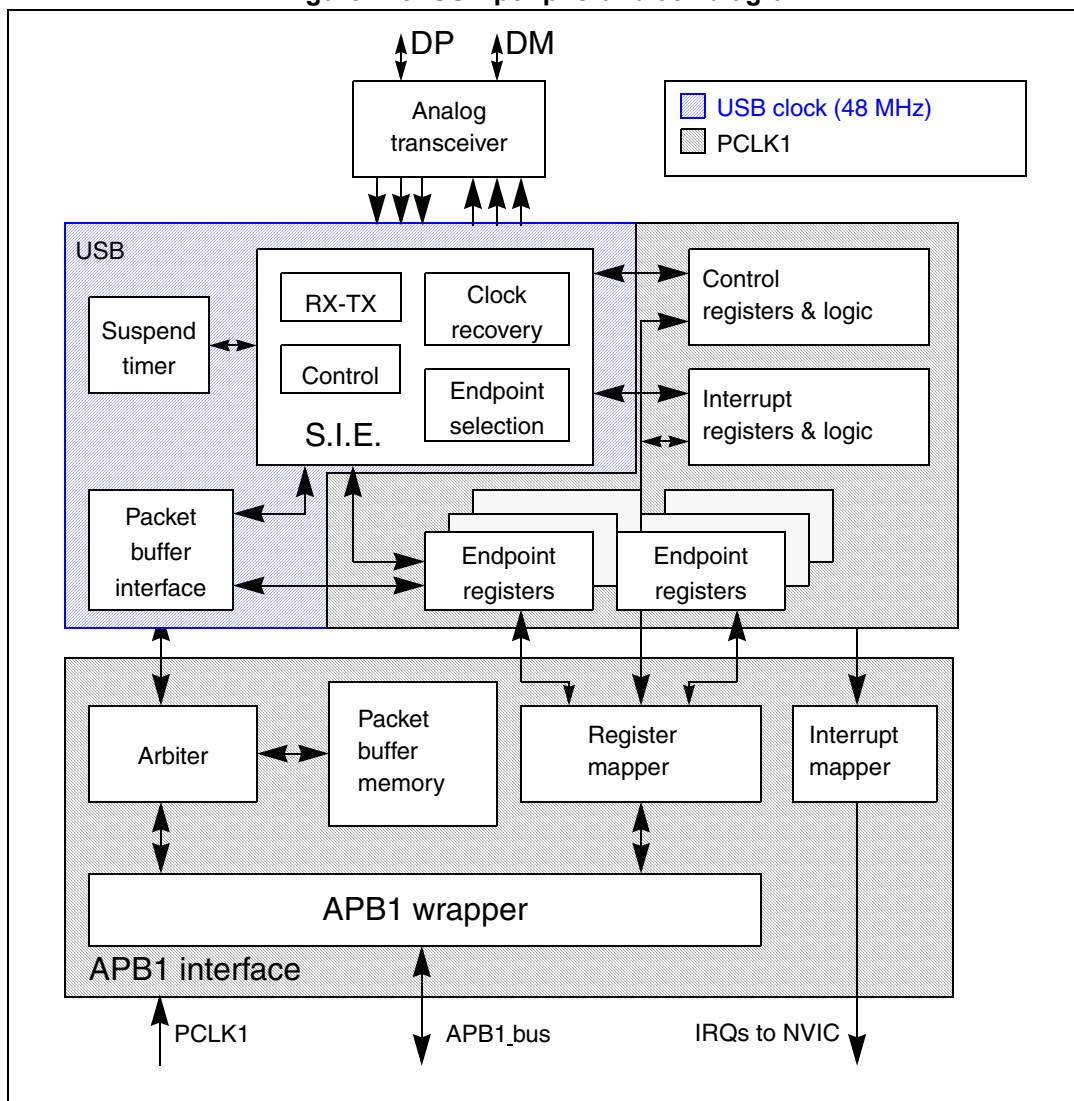 DP DM
Analog
transceiver
USB clock (48 MHz)
PCLK1
USB
Suspend
timer
RX-TX
Control
Clock
recovery
Endpoint
selection
S.I.E.
Control
registers & logic
Interrupt
registers & logic
Packet
buffer
interface
Endpoint
registers
Endpoint
registers
Arbiter
Packet
buffer
memory
Register
mapper
Interrupt
mapper
APB1 wrapper
APB1 interface
PCLK1
APB1_bus
IRQs to NVIC